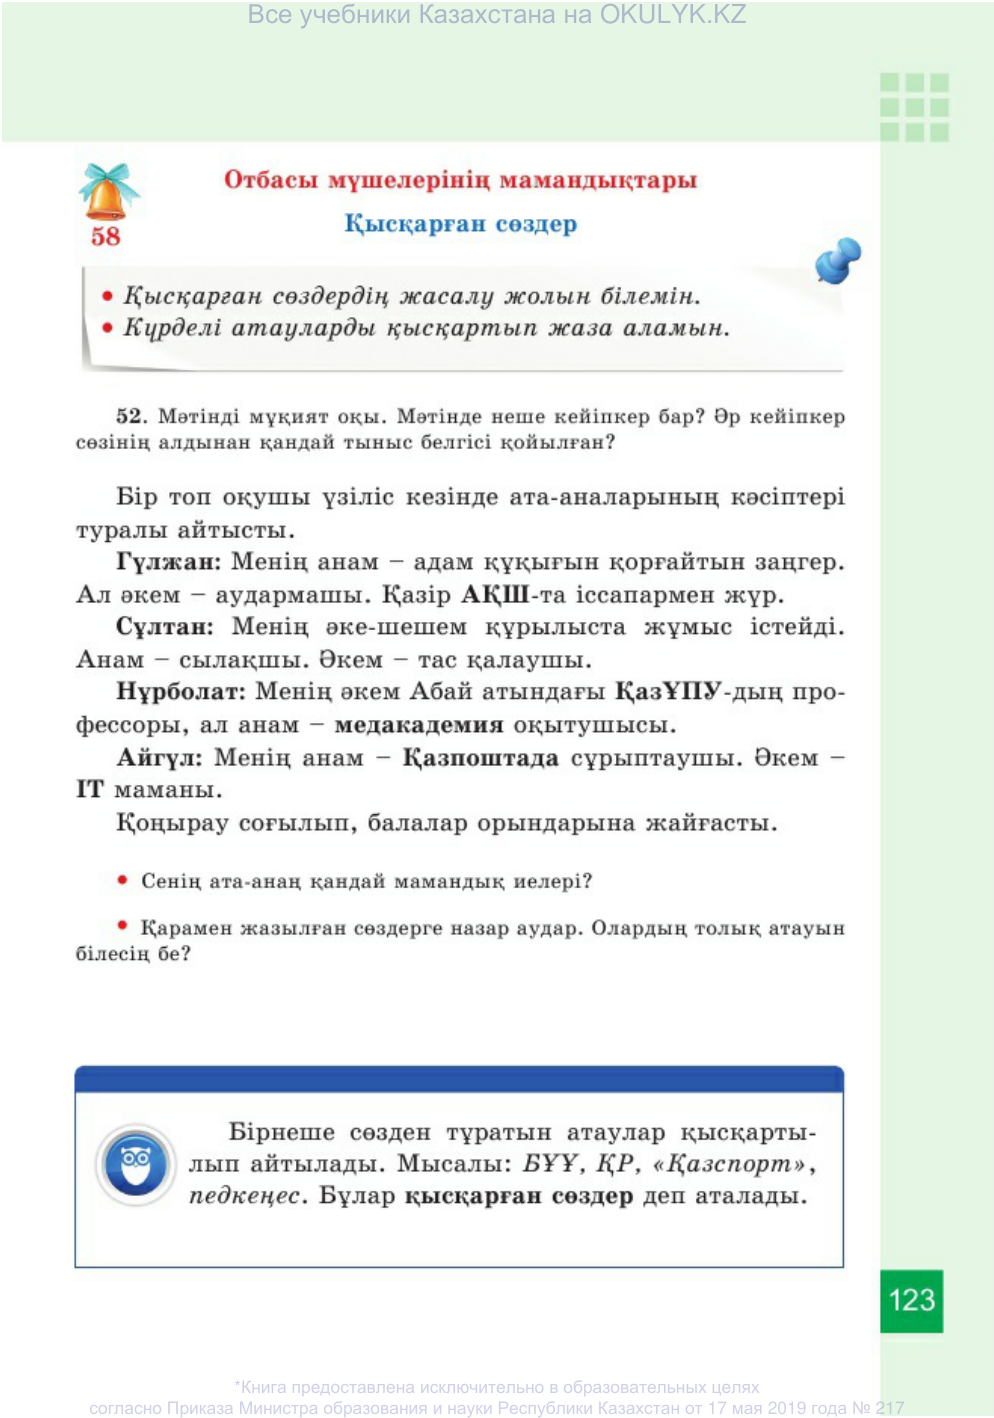 Все учебники Казахстана на OKULYK.KZ
Отбасы мүшелерінің мамандықтары
Қысқарған сөздер
58
• Қысқарған сөздердің жасалу жолын білемін.
• Күрделі атауларды қысқартып жаза аламын.
52. Мәтінді мұқият оқы. Мәтінде неше кейіпкер бар? Әр кейіпкер
сөзінің алдынан қандай тыныс белгісі қойылған?
Бір топ оқушы үзіліс кезінде ата-аналарының кәсіптері
туралы айтысты.
Гүлжан: Менің анам – адам құқығын қорғайтын заңгер.
Ал әкем – аудармашы. Қазір АҚШ-та іссапармен жүр.
Сұлтан: Менің әке-шешем құрылыста жұмыс істейді.
Анам – сылақшы. Әкем – тас қалаушы.
Нұрболат: Менің әкем Абай атындағы ҚазҰПУ-дың про-
фессоры, ал анам – медакадемия оқытушысы.
Айгүл: Менің анам – Қазпоштада сұрыптаушы. Әкем –
IT маманы.
Қоңырау соғылып, балалар орындарына жайғасты.
• Сенің ата-анаң қандай мамандық иелері?
• Қарамен жазылған сөздерге назар аудар. Олардың толық атауын
білесің бе?
Бірнеше сөзден тұратын атаулар қысқарты-
лып айтылады. Мысалы: БҰҰ, ҚР, «Қазспорт»,
педкеңес. Бұлар қысқарған сөздер деп аталады.
123
*Книга предоставлена исключительно в образовательных целях
согласно Приказа Министра образования и науки Республики Казахстан от 17 мая 2019 года № 217